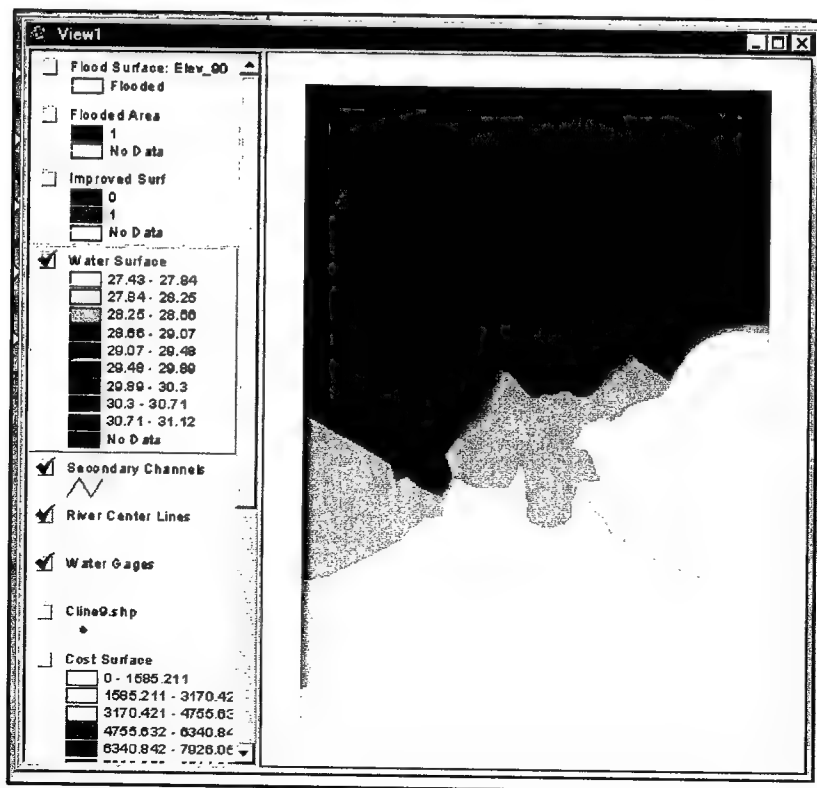 View1
Flood Surface: Elev_90
Flooded
Flooded Area
1
No Data
Improved Surf
0
1
No Data
Water Surface
27.43 - 27.84
27.84 - 28.25
28.25 - 28.66
28.66 - 29.07
29.07 - 29.48
29.48 - 29.89
29.89 - 30.3
30.3 - 30.71
30.71 - 31.12
No Data
Secondary Channels
River Center Lines
Water Gages
Cline9.shp
Cost Surface
0 - 1585.211
1585.211 - 3170.42
3170.421 - 4755.63
4755.632 - 6340.84
6340.842 - 7926.05